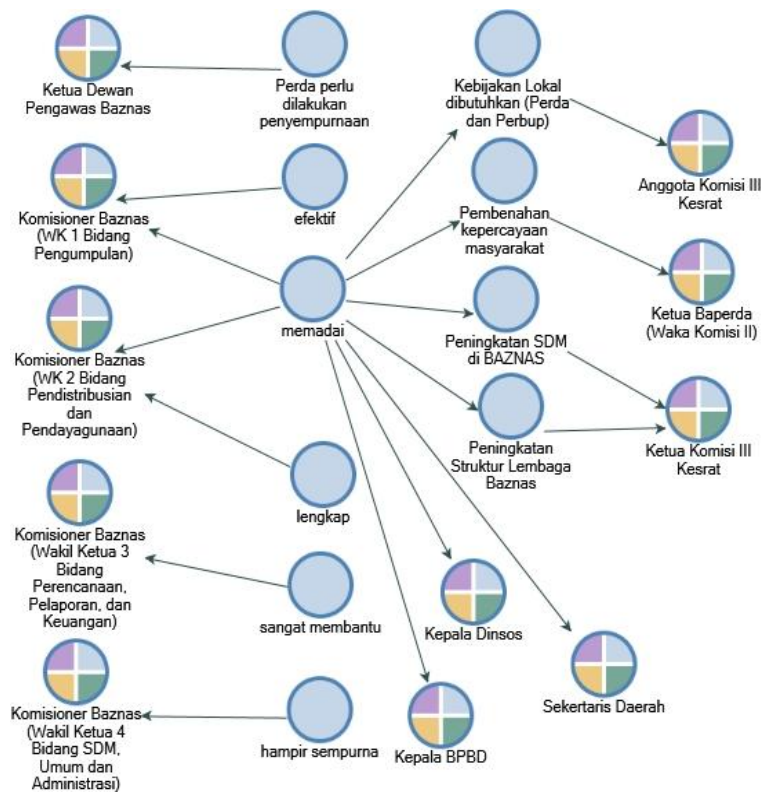 Ketua Dewan
Pengawas Baznas
Perda perlu
dilakukan
penyempurnaan
Kebijakan Lokal
dibutuhkan (Perda
dan Perbup)
Anggota Komisi III
Kesrat
Komisioner Baznas
(WK 1 Bidang
Pengumpulan)
efektif
Pembenahan
kepercayaan
masyarakat
Ketua Baperda
(Waka Komisi II)
memadai
Komisioner Baznas
(WK 2 Bidang
Pendistribusian
dan
Pendayagunaan)
Peningkatan SDM
di BAZNAS
Peningkatan
Struktur Lembaga
Baznas
Ketua Komisi III
Kesrat
lengkap
Komisioner Baznas
(Wakil Ketua 3
Bidang
Perencanaan,
Pelaporan, dan
Keuangan)
sangat membantu
Kepala Dinsos
Sekertaris Daerah
Komisioner Baznas
(Wakil Ketua 4
Bidang SDM,
Umum dan
Administrasi)
hampir sempurna
Kepala BPBD